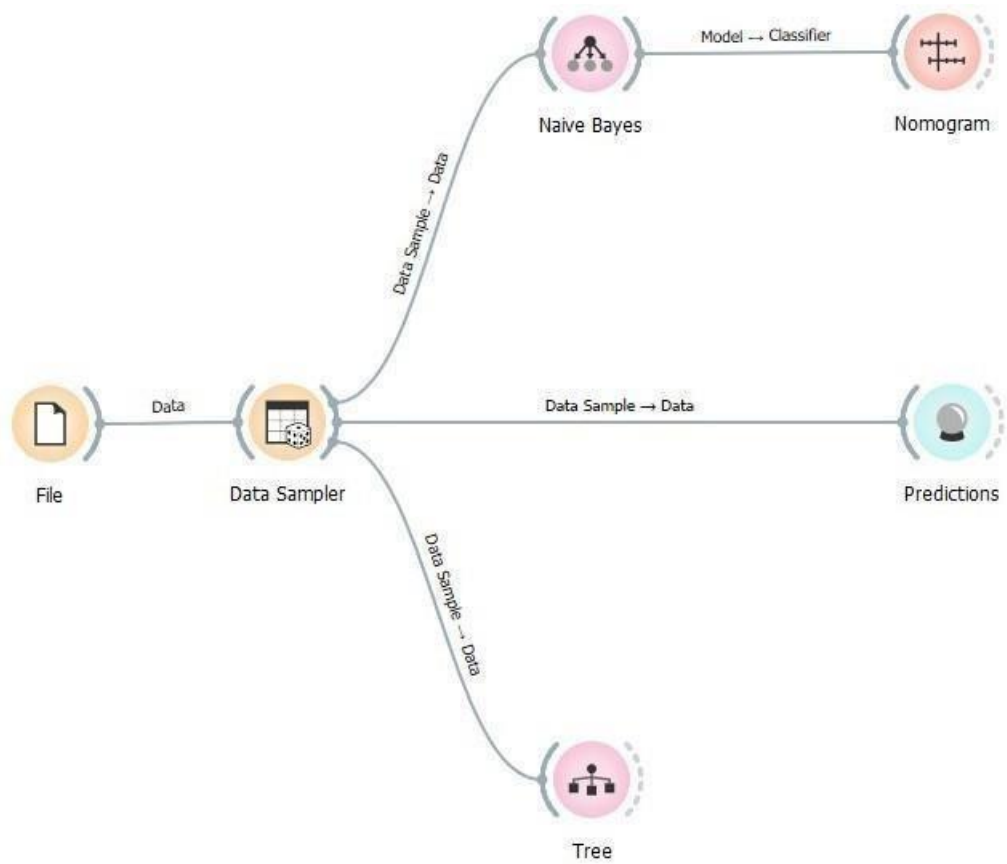 Model → Classifier
Naive Bayes
Nomogram
Data Sample → Data
Data
Data Sample → Data
File
Data Sampler
Predictions
Data Sample → Data
Tree